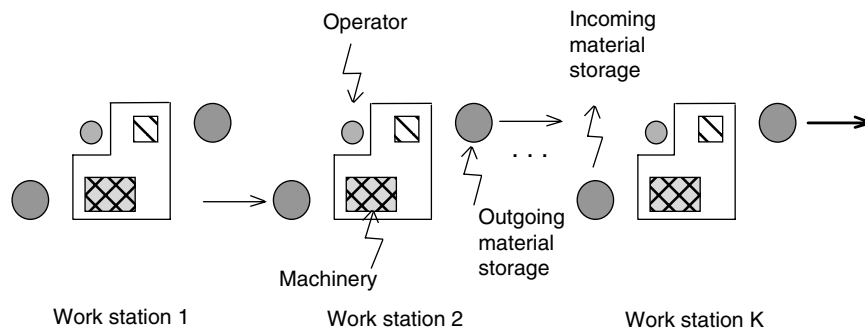 Operator
Incoming
material
storage
. . .
Outgoing
material
storage
Machinery
Work station 1
Work station 2
Work station K